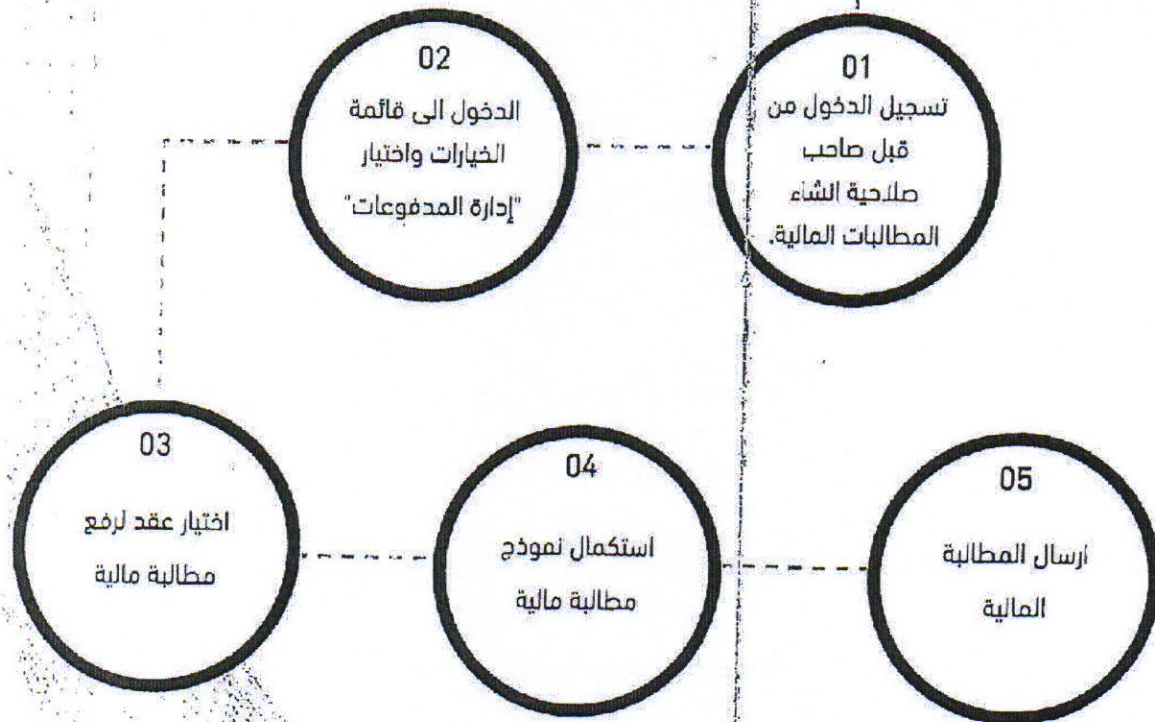 01
تسجيل الدخول من
قبل صاحب
صلاحية انشاء
المطالبات المالية.
02
الدخول الى قائمة
الخيارات واختيار
"إدارة المدفوعات"
03
اختيار عقد لرفع
مطالبة مالية
04
استكمال نموذج
مطالبة مالية
05
ارسال المطالبة
المالية